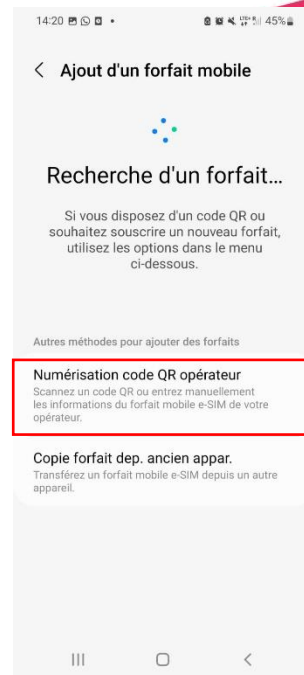 14:20
45%
Ajout d'un forfait mobile
Recherche d'un forfait...
Si vous disposez d'un code QR ou
souhaitez souscrire un nouveau forfait,
utilisez les options dans le menu
ci-dessous.
Autres méthodes pour ajouter des forfaits
Numérisation code QR opérateur
Scannez un code QR ou entrez manuellement
les informations du forfait mobile e-SIM de votre
opérateur.
Copie forfait dep. ancien appar.
Transférez un forfait mobile e-SIM depuis un autre
appareil.